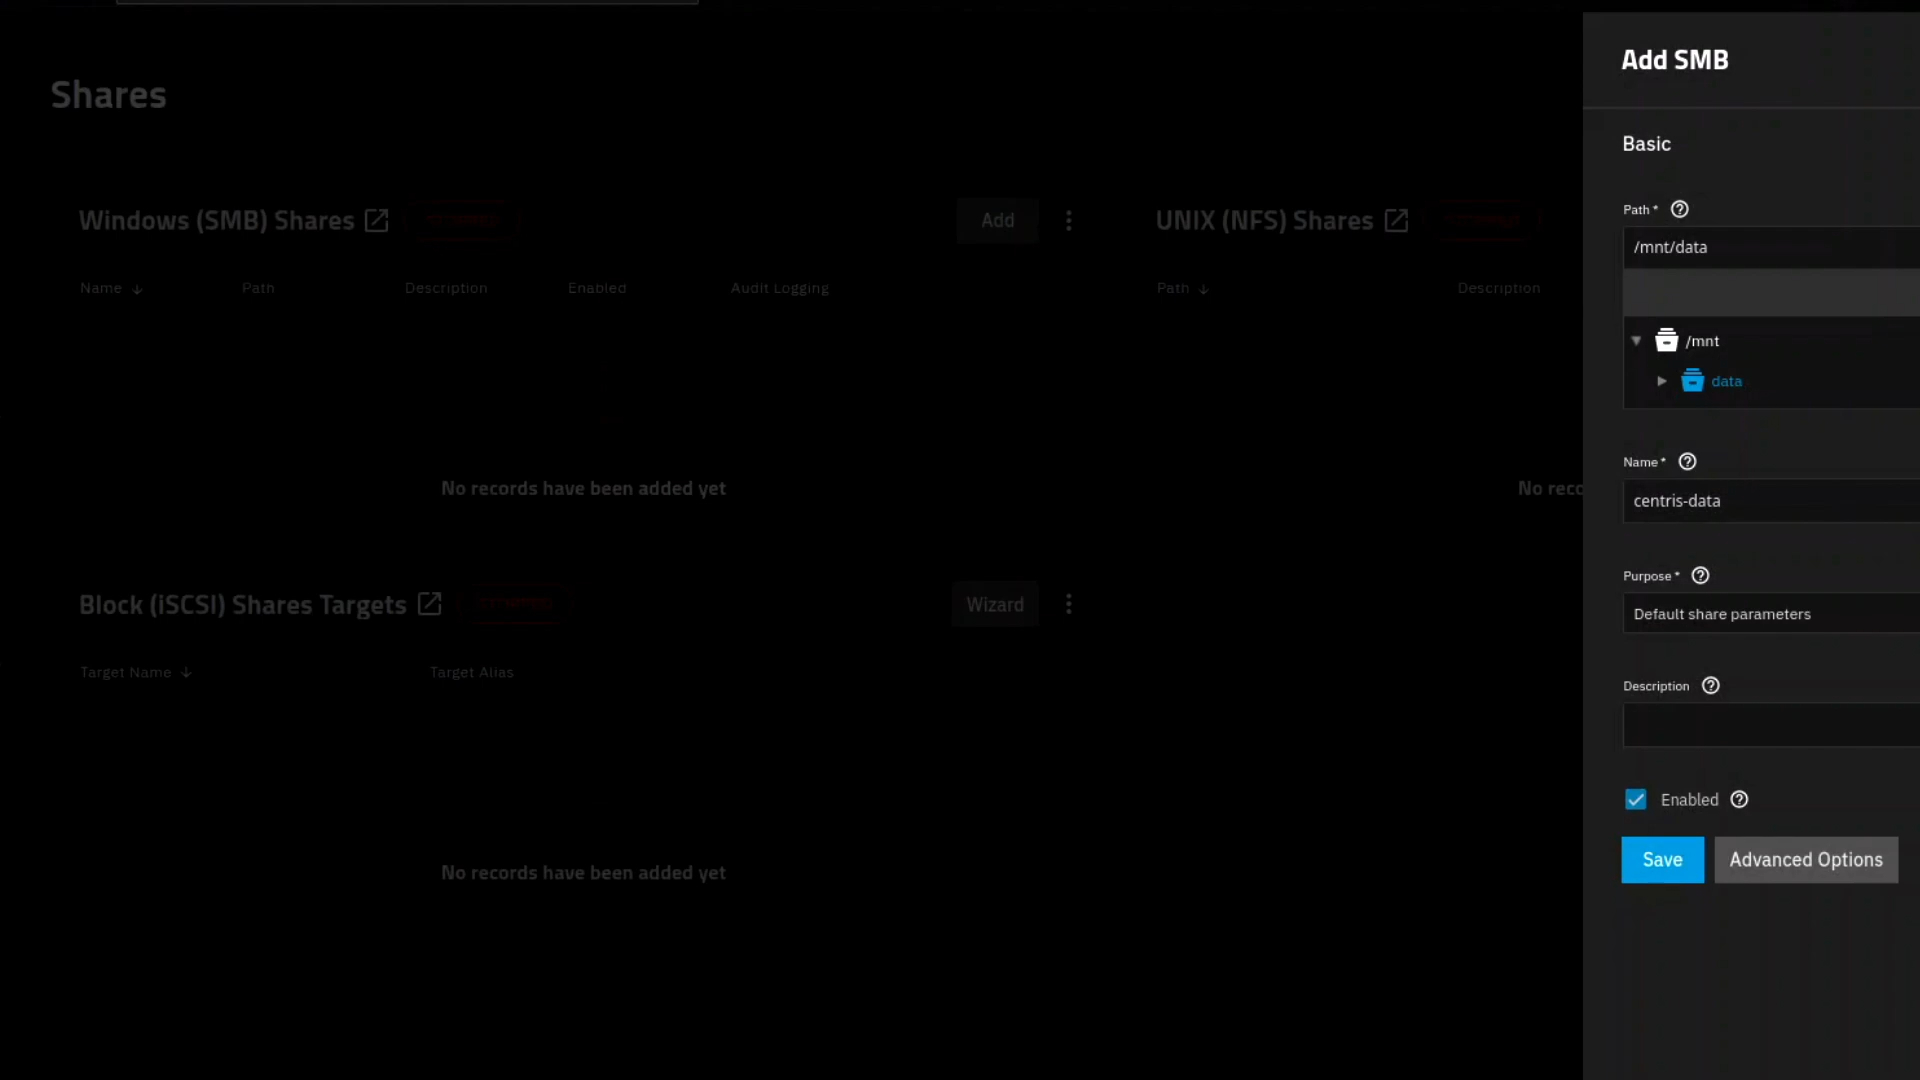 Shares
Windows (SMB) Shares
Add
Name
Path
Description
Enabled
Audit Logging
No records have been added yet
UNIX (NFS) Shares
Path
Description
No reco
Block (iSCSI) Shares Targets
Wizard
Target Name
Target Alias
No records have been added yet
Add SMB
Basic
Path *
/mnt/data
/mnt
data
Name *
centris-data
Purpose *
Default share parameters
Description
Enabled
Save
Advanced Options